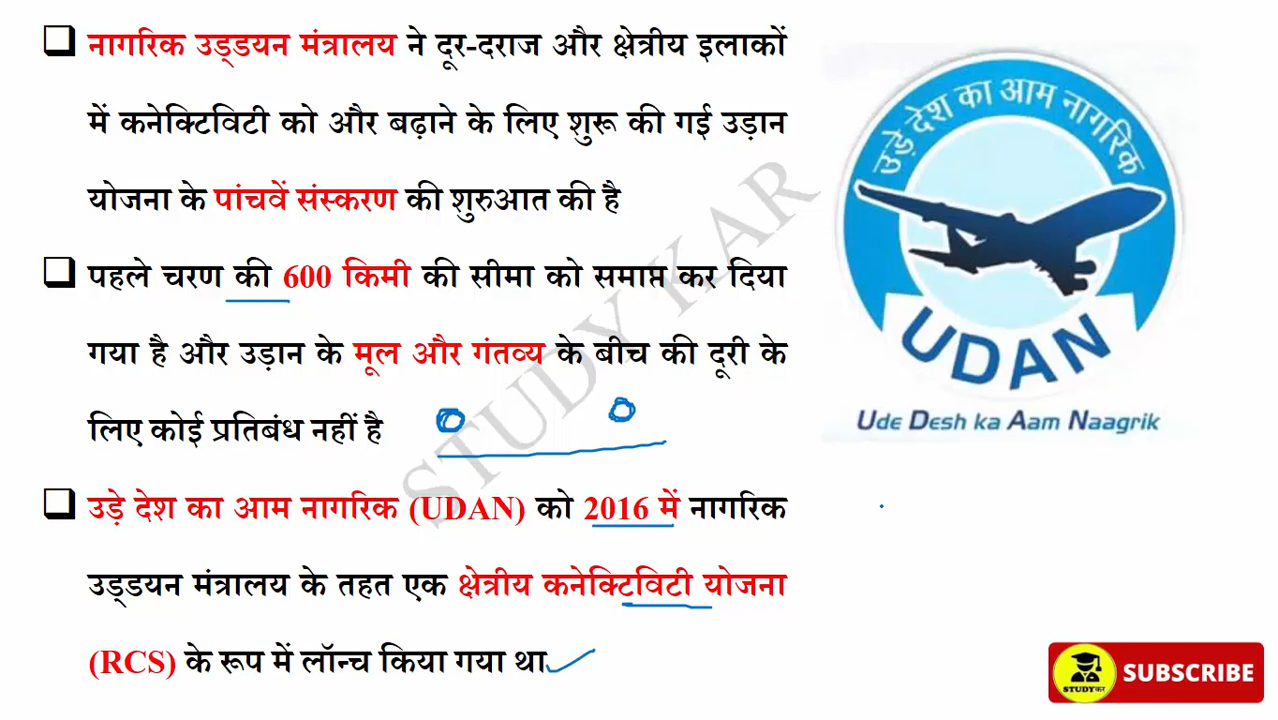 नागरिक उड्डयन मंत्रालय ने दूर-दराज और क्षेत्रीय इलाकों
में कनेक्टिविटी को और बढ़ाने के लिए शुरू की गई उड़ान
योजना के पांचवें संस्करण की शुरुआत की है
पहले चरण की 600 किमी की सीमा को समाप्त कर दिया
गया है और उड़ान के मूल और गंतव्य के बीच की दूरी के
लिए कोई प्रतिबंध नहीं है
उड़े देश का आम नागरिक (UDAN) को 2016 में नागरिक
उड्डयन मंत्रालय के तहत एक क्षेत्रीय कनेक्टिविटी योजना
(RCS) के रूप में लॉन्च किया गया था
STUDY KAR
उड़े देश का आम नागरिक
UDAN
Ude Desh ka Aam Naagrik
STUDYकर
SUBSCRIBE